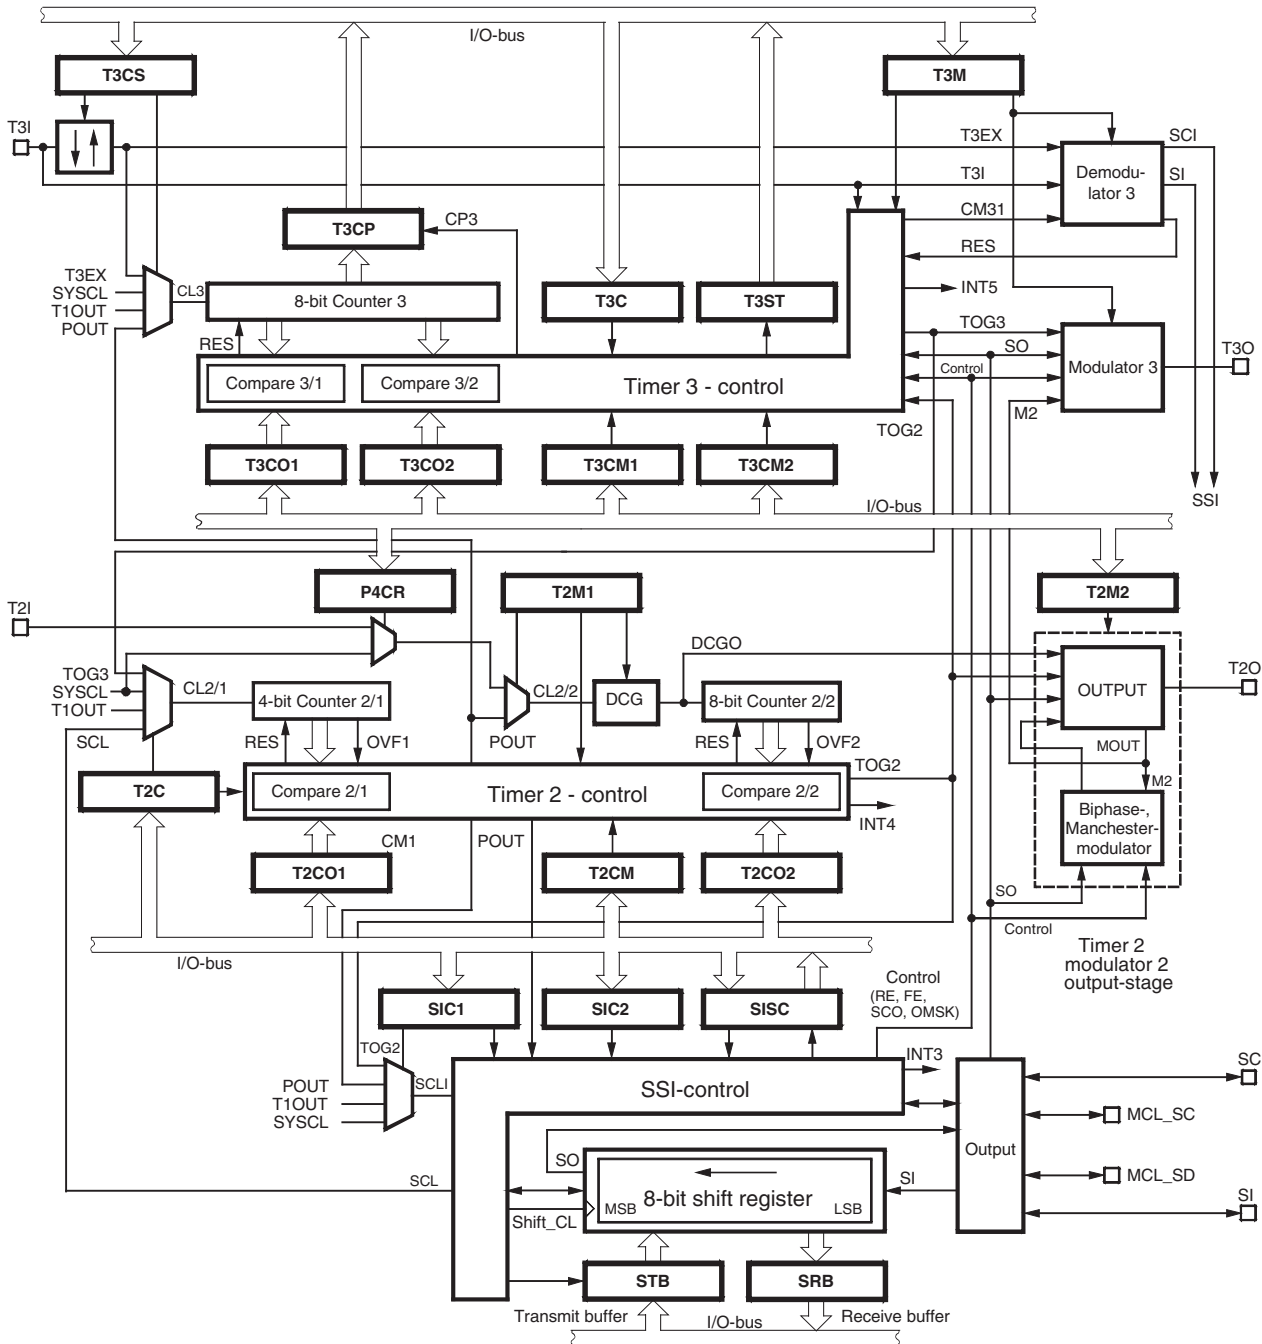 I/O-bus
T3CS
T3M
T3I
T3EX
SCI
Demodu-
lator 3
T3I
SI
T3CP
CP3
CM31
RES
T3EX
SYSCL
T1OUT
POUT
CL3
8-bit Counter 3
T3C
T3ST
INT5
RES
TOG3
SO
Control
Modulator 3
T3O
Compare 3/1
Compare 3/2
Timer 3 - control
M2
TOG2
T3CO1
T3CO2
T3CM1
T3CM2
SSI
I/O-bus
P4CR
T2M1
T2M2
T2I
DCGO
TOG3
SYSCL
T1OUT
SCL
CL2/1
4-bit Counter 2/1
CL2/2
DCG
8-bit Counter 2/2
OUTPUT
T2O
RES
OVF1
POUT
RES
OVF2
MOUT
TOG2
T2C
Compare 2/1
Timer 2 - control
Compare 2/2
M2
INT4
Biphase-,
Manchester-
modulator
CM1
POUT
T2CO1
T2CM
T2CO2
SO
Control
I/O-bus
Timer 2
modulator 2
output-stage
Control
(RE, FE,
SCO, OMSK)
SIC1
SIC2
SISC
TOG2
INT3
POUT
T1OUT
SYSCL
SCLI
SSI-control
SC
MCL_SC
Output
SO
SCL
8-bit shift register
MSB
LSB
SI
MCL_SD
Shift_CL
SI
STB
SRB
Transmit buffer
I/O-bus
Receive buffer